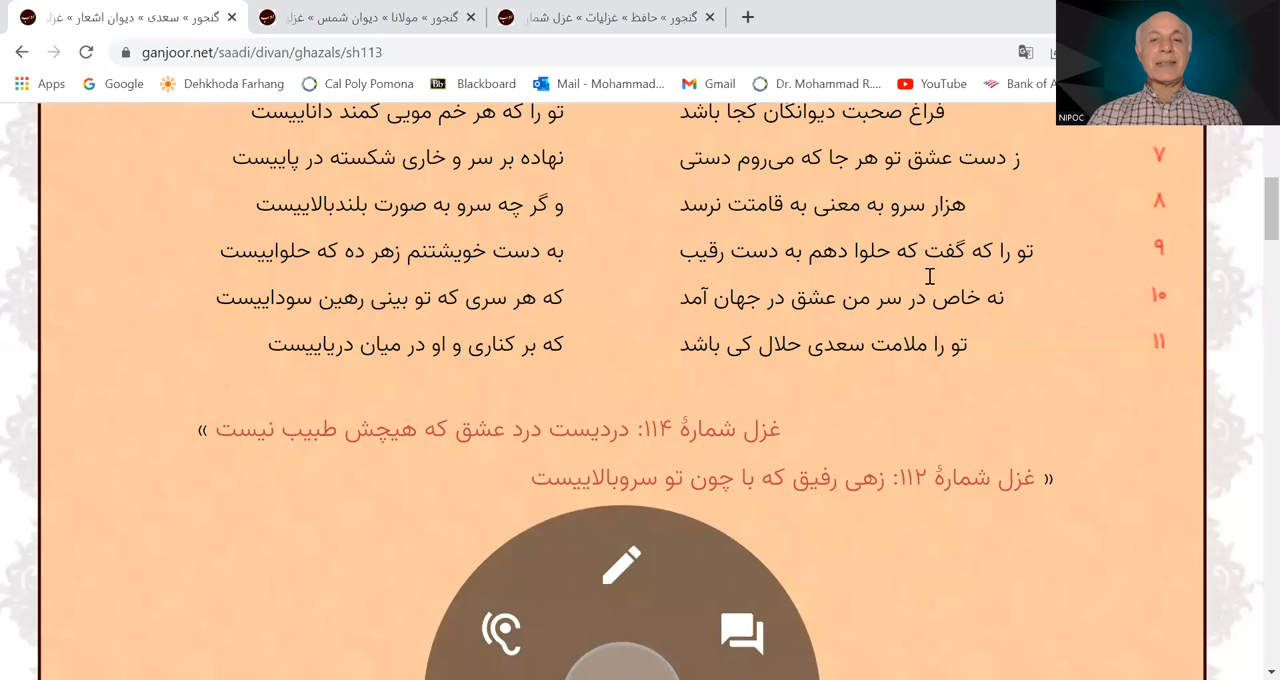 گنجور » سعدی » دیوان اشعار » غزل
گنجور » مولانا » دیوان شمس » غزل
گنجور » حافظ » غزلیات » غزل شمار
ganjoor.net/saadi/divan/ghazals/sh113
Apps Google Dehkhoda Farhang Cal Poly Pomona Bb Blackboard Mail - Mohammad... Gmail Dr. Mohammad R.... YouTube Bank of A
NIPOC
فراغ صحبت دیوانگان کجا باشد تو را که هر خم مویی کمند داناییست
۷ ز دست عشق تو هر جا که می‌روم دستی نهاده بر سر و خاری شکسته در پاییست
۸ هزار سرو به معنی به قامتت نرسد و گر چه سرو به صورت بلندبالاییست
۹ تو را که گفت که حلوا دهم به دست رقیب به دست خویشتنم زهر ده که حلواییست
۱۰ نه خاص در سر من عشق در جهان آمد که هر سری که تو بینی رهین سوداییست
۱۱ تو را ملامت سعدی حلال کی باشد که بر کناری و او در میان دریاییست
غزل شمارهٔ ۱۱۴: دردیست درد عشق که هیچش طبیب نیست »
« غزل شمارهٔ ۱۱۲: زهی رفیق که با چون تو سروبالاییست